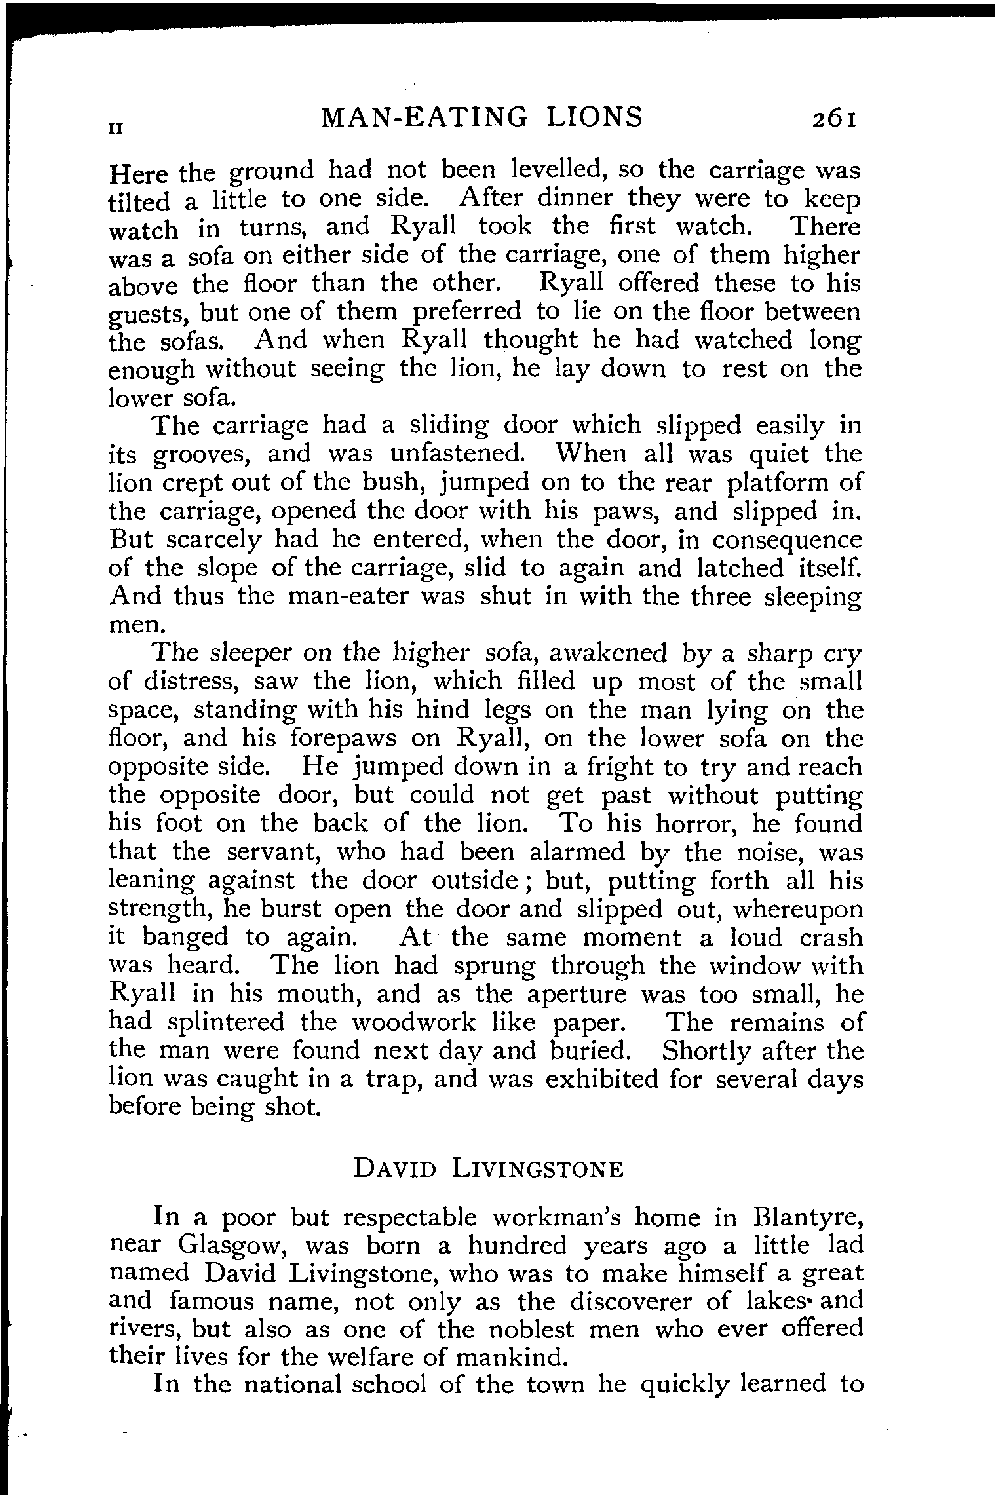 II MAN-EATING LIONS 261
Here the ground had not been levelled, so the carriage was
tilted a little to one side. After dinner they were to keep
watch in turns, and Ryall took the first watch. There
was a sofa on either side of the carriage, one of them higher
above the floor than the other. Ryall offered these to his
guests, but one of them preferred to lie on the floor between
the sofas. And when Ryall thought he had watched long
enough without seeing the lion, he lay down to rest on the
lower sofa.
The carriage had a sliding door which slipped easily in
its grooves, and was unfastened. When all was quiet the
lion crept out of the bush, jumped on to the rear platform of
the carriage, opened the door with his paws, and slipped in.
But scarcely had he entered, when the door, in consequence
of the slope of the carriage, slid to again and latched itself.
And thus the man-eater was shut in with the three sleeping
men.
The sleeper on the higher sofa, awakened by a sharp cry
of distress, saw the lion, which filled up most of the small
space, standing with his hind legs on the man lying on the
floor, and his forepaws on Ryall, on the lower sofa on the
opposite side. He jumped down in a fright to try and reach
the opposite door, but could not get past without putting
his foot on the back of the lion. To his horror, he found
that the servant, who had been alarmed by the noise, was
leaning against the door outside; but, putting forth all his
strength, he burst open the door and slipped out, whereupon
it banged to again. At the same moment a loud crash
was heard. The lion had sprung through the window with
Ryall in his mouth, and as the aperture was too small, he
had splintered the woodwork like paper. The remains of
the man were found next day and buried. Shortly after the
lion was caught in a trap, and was exhibited for several days
before being shot.
DAVID LIVINGSTONE
In a poor but respectable workman's home in Blantyre,
near Glasgow, was born a hundred years ago a little lad
named David Livingstone, who was to make himself a great
and famous name, not only as the discoverer of lakes and
rivers, but also as one of the noblest men who ever offered
their lives for the welfare of mankind.
In the national school of the town he quickly learned to